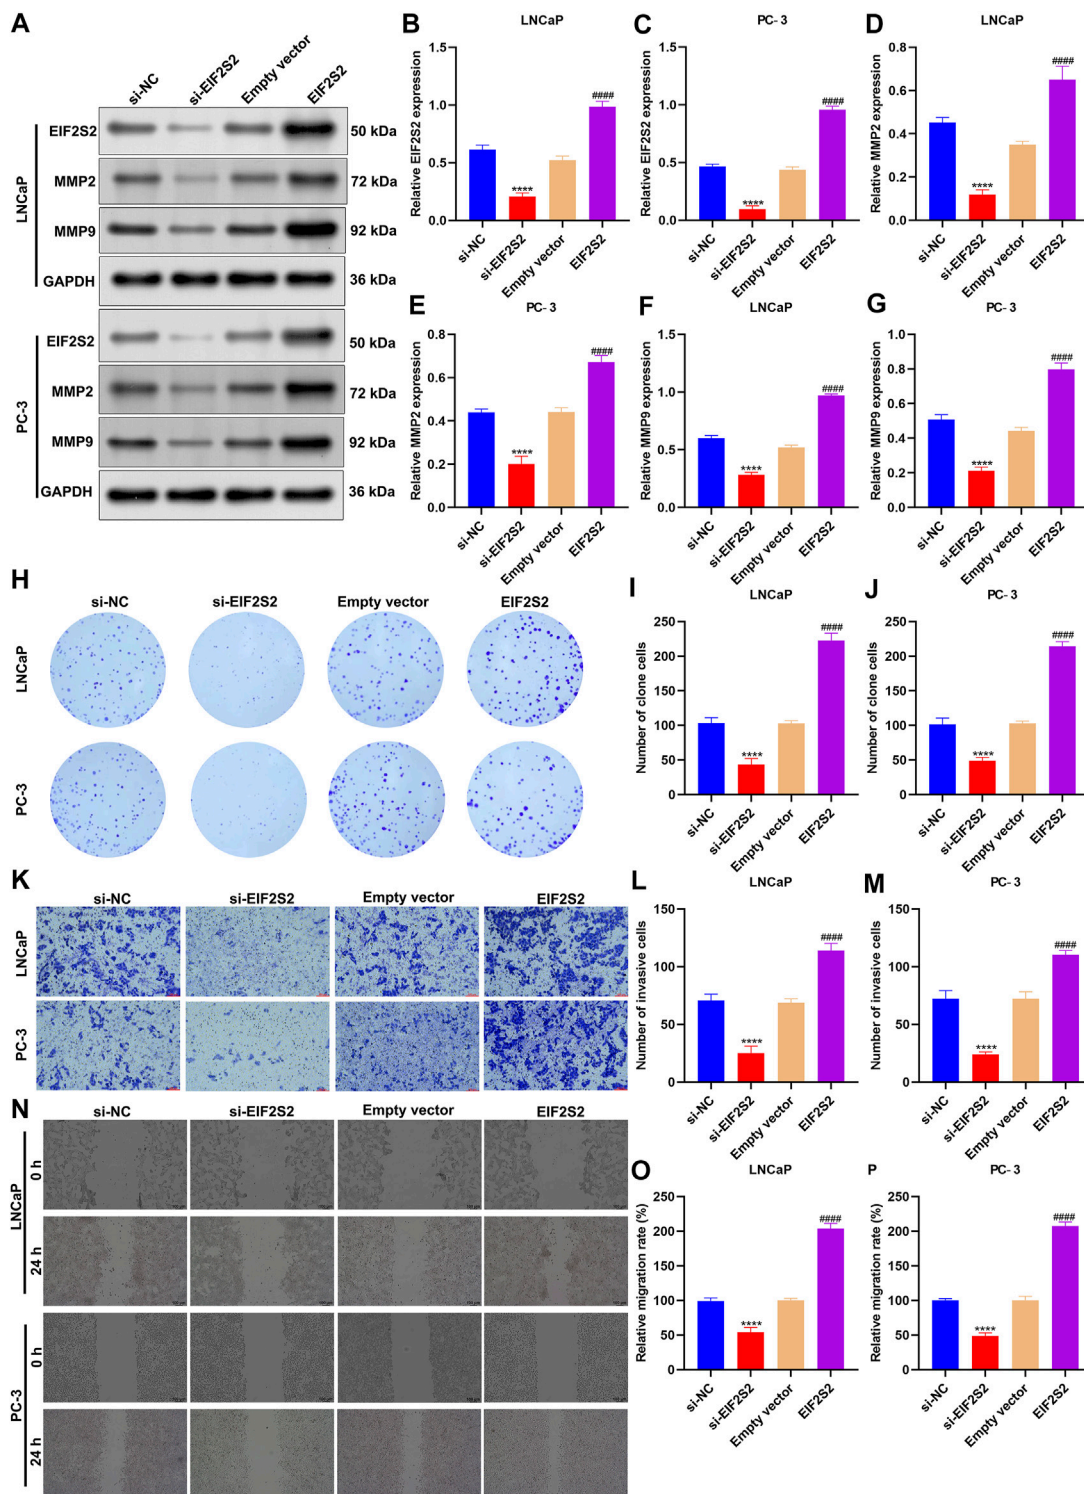 A
si-NC
si-EIF2S2
Empty vector
EIF2S2
LNCaP
EIF2S2
50 kDa
MMP2
72 kDa
MMP9
92 kDa
GAPDH
36 kDa
PC-3
EIF2S2
50 kDa
MMP2
72 kDa
MMP9
92 kDa
GAPDH
36 kDa
B
LNCaP
Relative EIF2S2 expression
1.5
1.0
0.5
0.0
****
####
si-NC
si-EIF2S2
Empty vector
EIF2S2
C
PC-3
Relative EIF2S2 expression
1.5
1.0
0.5
0.0
****
####
si-NC
si-EIF2S2
Empty vector
EIF2S2
D
LNCaP
Relative MMP2 expression
0.8
0.6
0.4
0.2
0.0
****
####
si-NC
si-EIF2S2
Empty vector
EIF2S2
E
PC-3
Relative MMP2 expression
0.8
0.6
0.4
0.2
0.0
****
####
si-NC
si-EIF2S2
Empty vector
EIF2S2
F
LNCaP
Relative MMP9 expression
1.5
1.0
0.5
0.0
****
####
si-NC
si-EIF2S2
Empty vector
EIF2S2
G
PC-3
Relative MMP9 expression
1.0
0.8
0.6
0.4
0.2
0.0
****
####
si-NC
si-EIF2S2
Empty vector
EIF2S2
H
si-NC
si-EIF2S2
Empty vector
EIF2S2
LNCaP
PC-3
I
LNCaP
Number of clone cells
250
200
150
100
50
0
****
####
si-NC
si-EIF2S2
Empty vector
EIF2S2
J
PC-3
Number of clone cells
250
200
150
100
50
0
****
####
si-NC
si-EIF2S2
Empty vector
EIF2S2
K
si-NC
si-EIF2S2
Empty vector
EIF2S2
LNCaP
PC-3
L
LNCaP
Number of invasive cells
150
100
50
0
****
####
si-NC
si-EIF2S2
Empty vector
EIF2S2
M
PC-3
Number of invasive cells
150
100
50
0
****
####
si-NC
si-EIF2S2
Empty vector
EIF2S2
N
si-NC
si-EIF2S2
Empty vector
EIF2S2
LNCaP
0 h
24 h
PC-3
0 h
24 h
O
LNCaP
Relative migration rate (%)
250
200
150
100
50
0
****
####
si-NC
si-EIF2S2
Empty vector
EIF2S2
P
PC-3
Relative migration rate (%)
250
200
150
100
50
0
****
####
si-NC
si-EIF2S2
Empty vector
EIF2S2